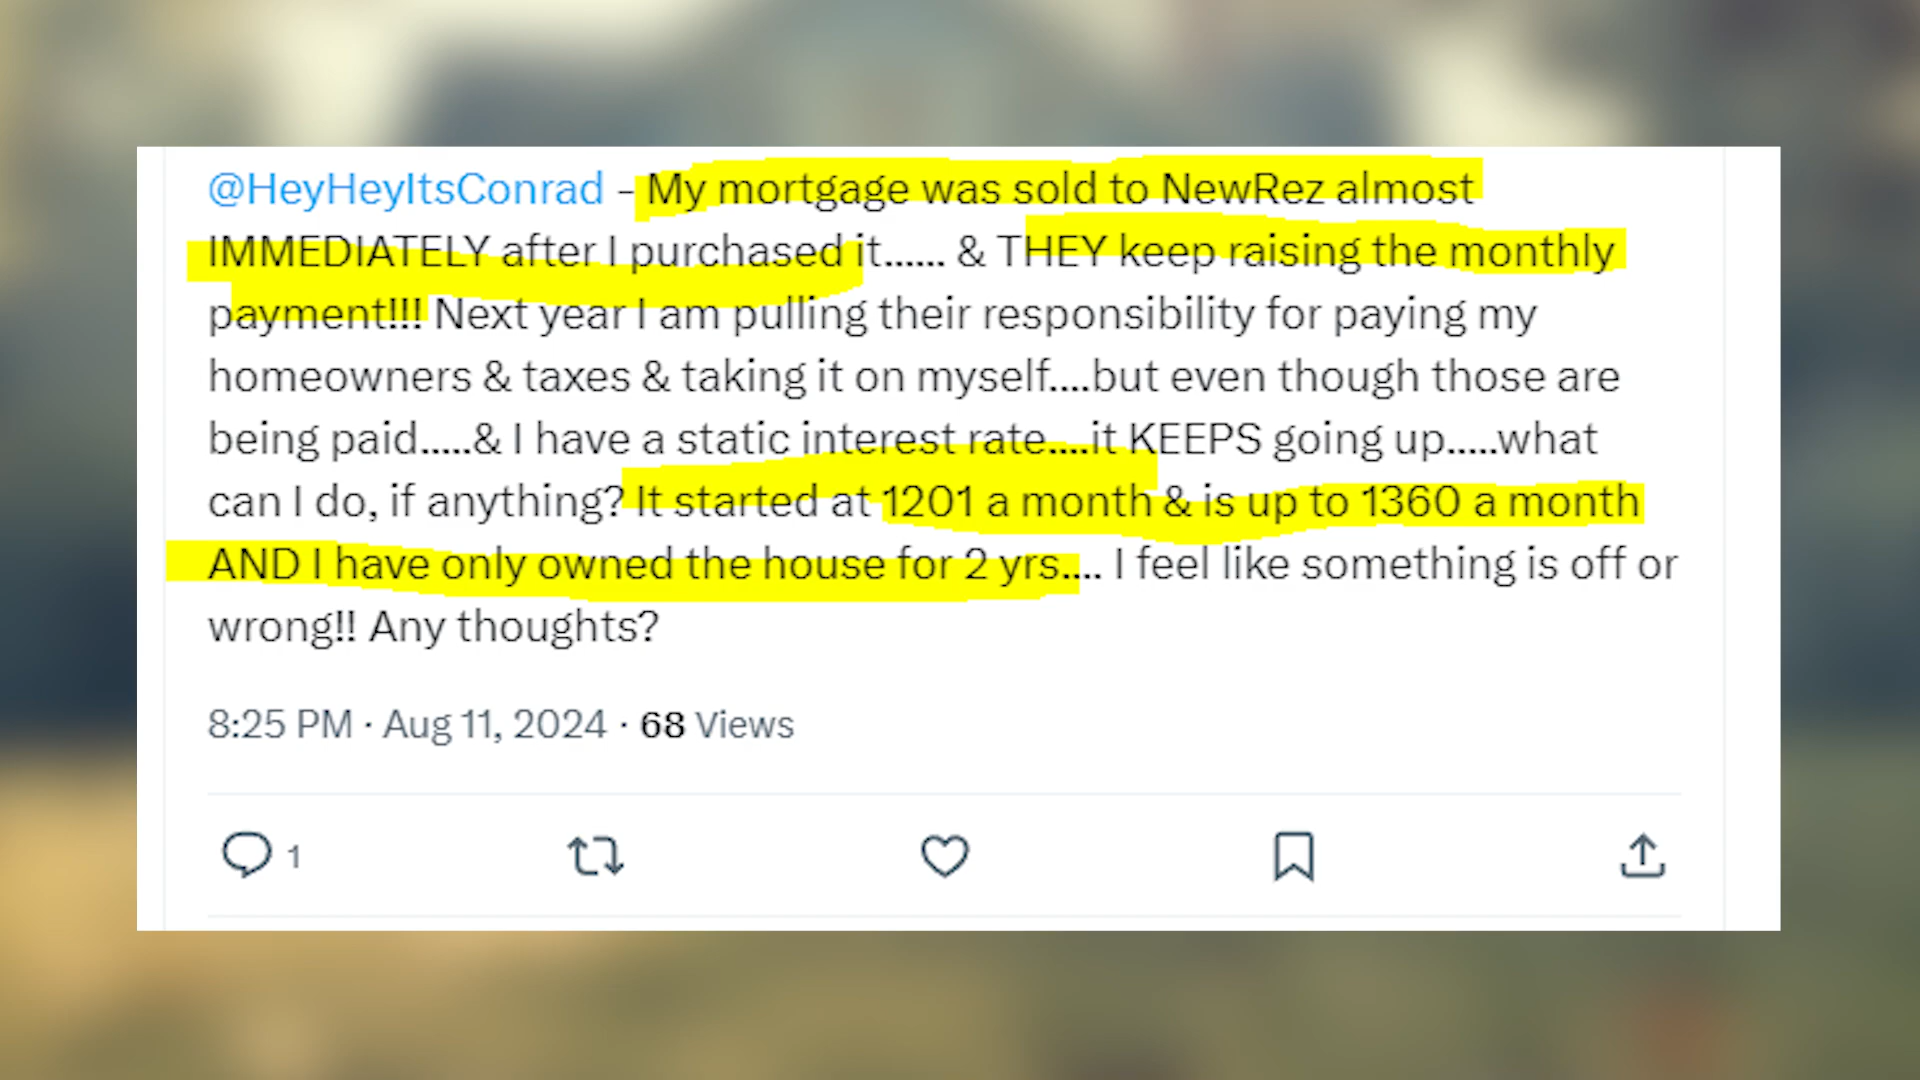 @HeyHeyItsConrad – My mortgage was sold to NewRez almost
IMMEDIATELY after I purchased it...... & THEY keep raising the monthly
payment!!! Next year I am pulling their responsibility for paying my
homeowners & taxes & taking it on myself....but even though those are
being paid.....& I have a static interest rate....it KEEPS going up.....what
can I do, if anything? It started at 1201 a month & is up to 1360 a month
AND I have only owned the house for 2 yrs.... I feel like something is off or
wrong!! Any thoughts?
8:25 PM · Aug 11, 2024 · 68 Views
1